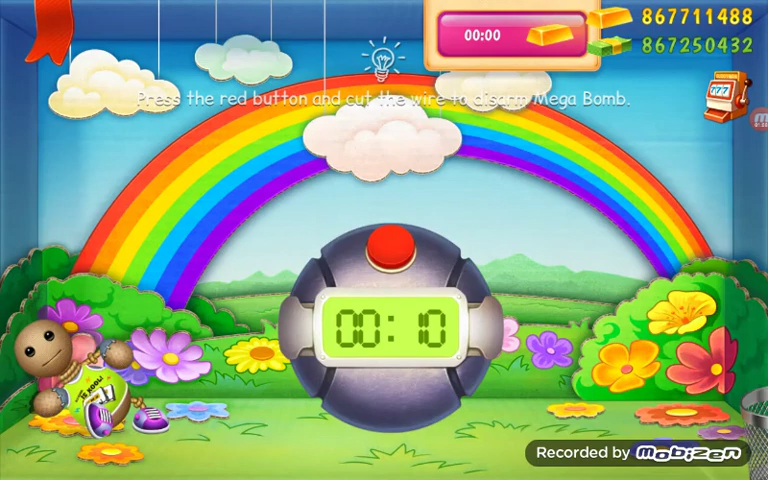 00:00
867711488
867250432
777
Press the red button and cut the wire to disarm Mega Bomb.
00:10
Recorded by mobizen